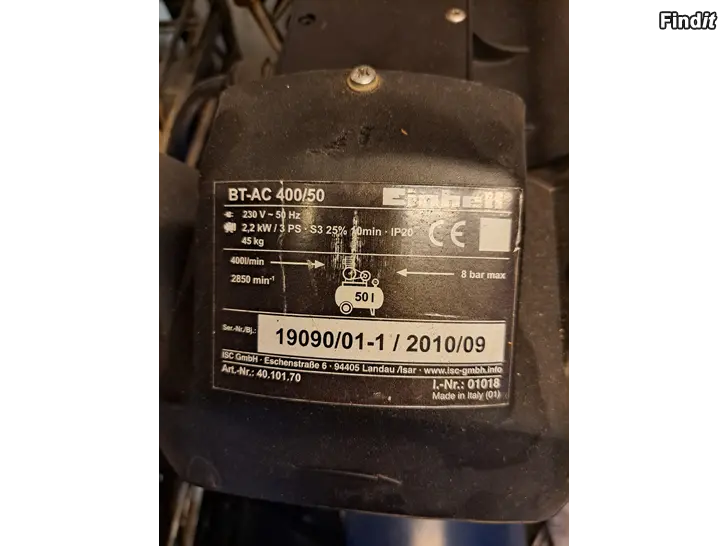 Findit
BT-AC 400/50 Einhell
230 V ~ 50 Hz
2,2 kW / 3 PS · S3 25% 10min · IP20
45 kg
CE
400l/min
8 bar max
2850 min⁻¹
50 l
Ser.-Nr./Bj.: 19090/01-1 / 2010/09
ISC GmbH · Eschenstraße 6 · 94405 Landau /Isar · www.isc-gmbh.info
Art.-Nr.: 40.101.70 I.-Nr.: 01018
Made in Italy (01)